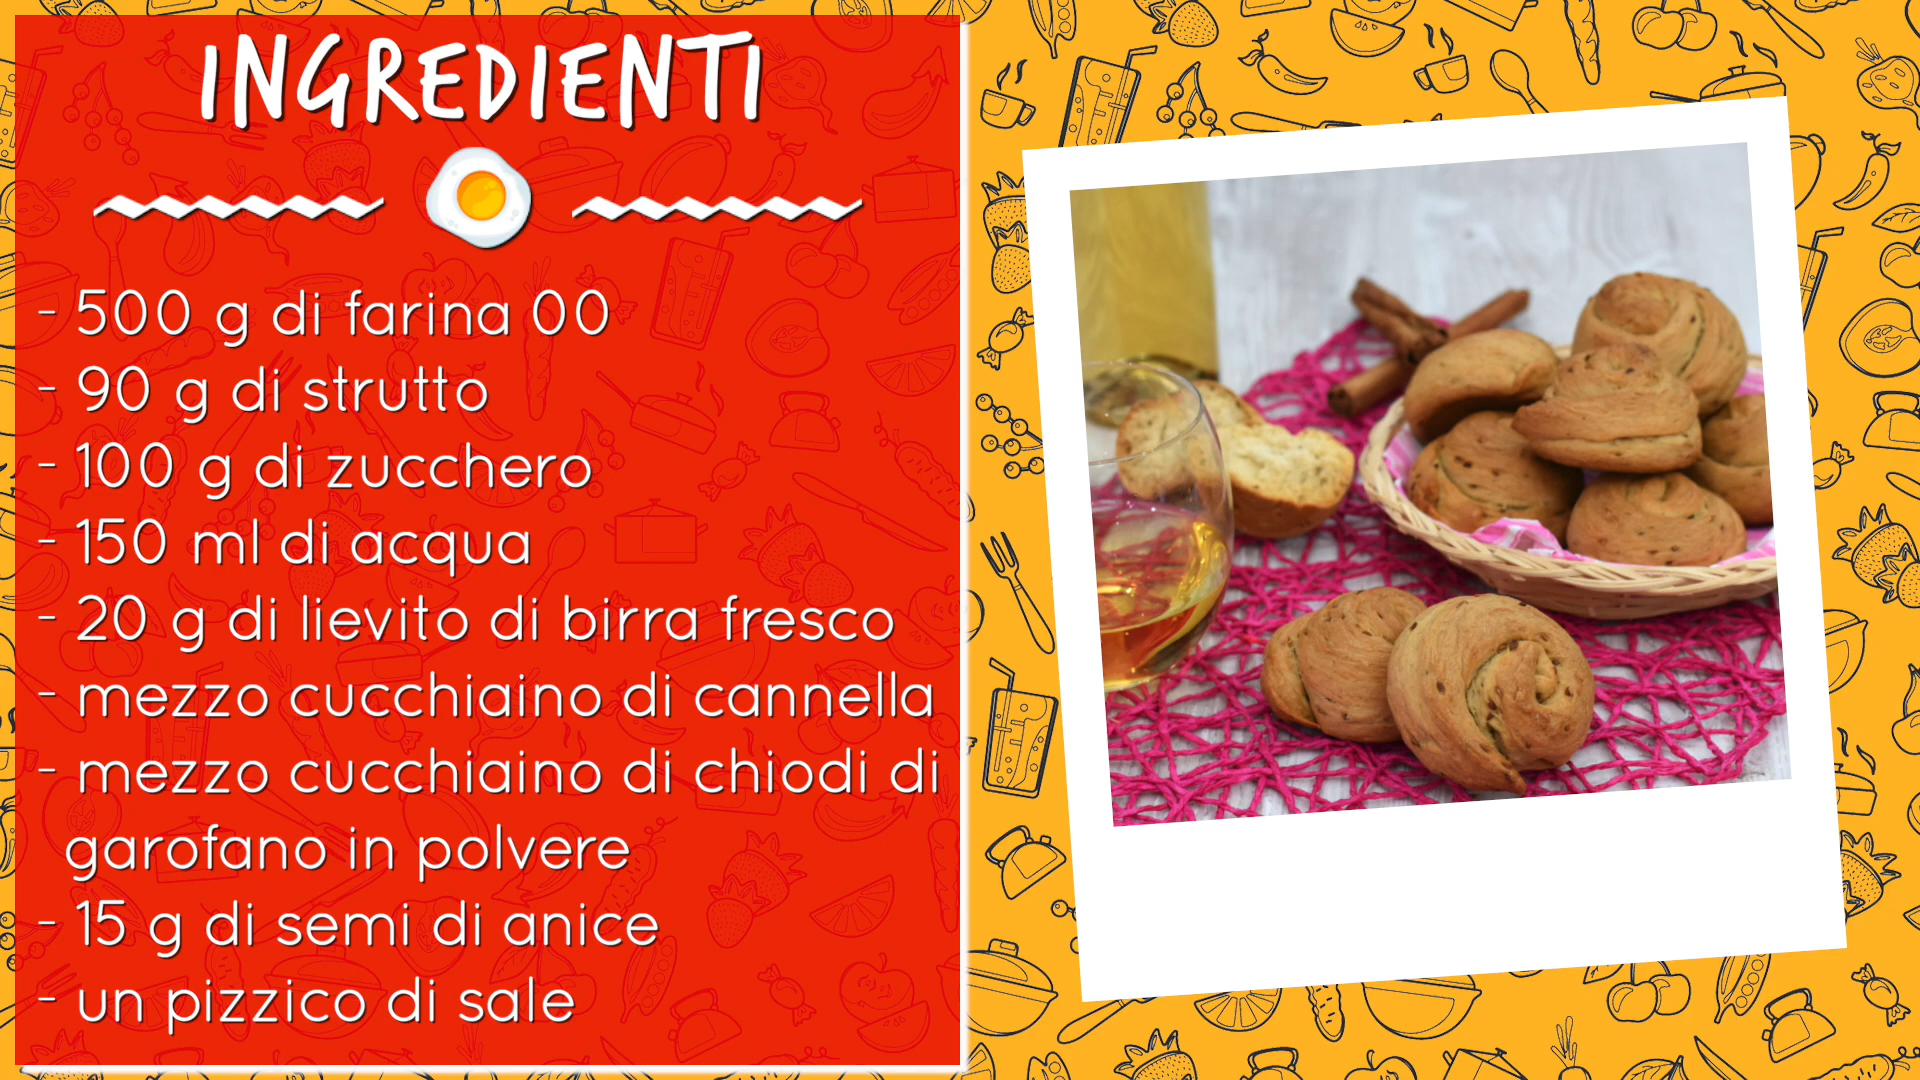 INGREDIENTI
- 500 g di farina 00
- 90 g di strutto
- 100 g di zucchero
- 150 ml di acqua
- 20 g di lievito di birra fresco
- mezzo cucchiaino di cannella
- mezzo cucchiaino di chiodi di
garofano in polvere
- 15 g di semi di anice
- un pizzico di sale